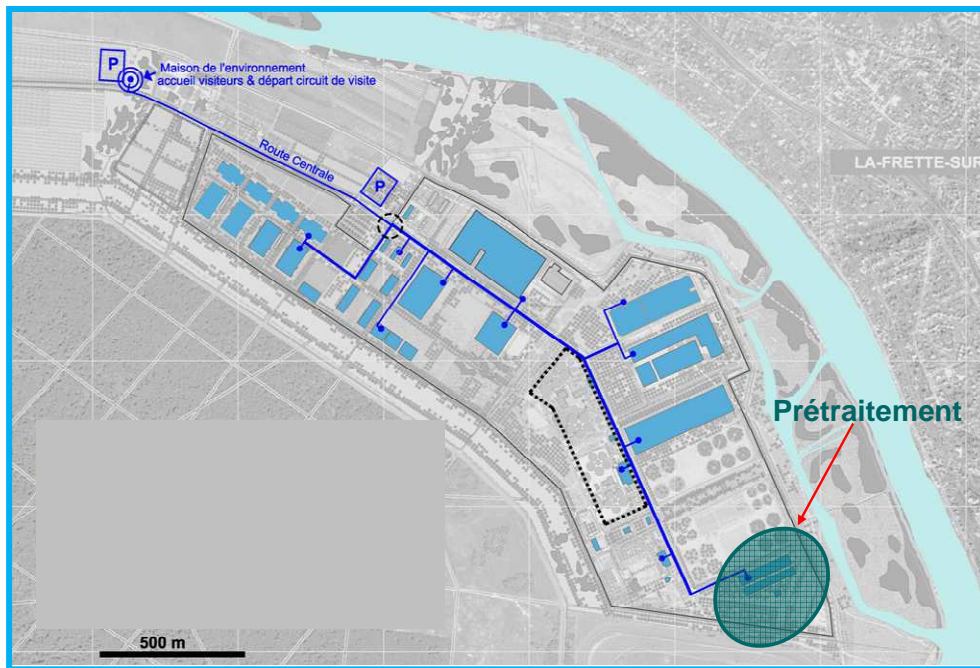 P
Maison de l'environnement
accueil visiteurs & départ circuit de visite
Route Centrale
P
LA-FRETTE-SUR
Prétraitement
500 m